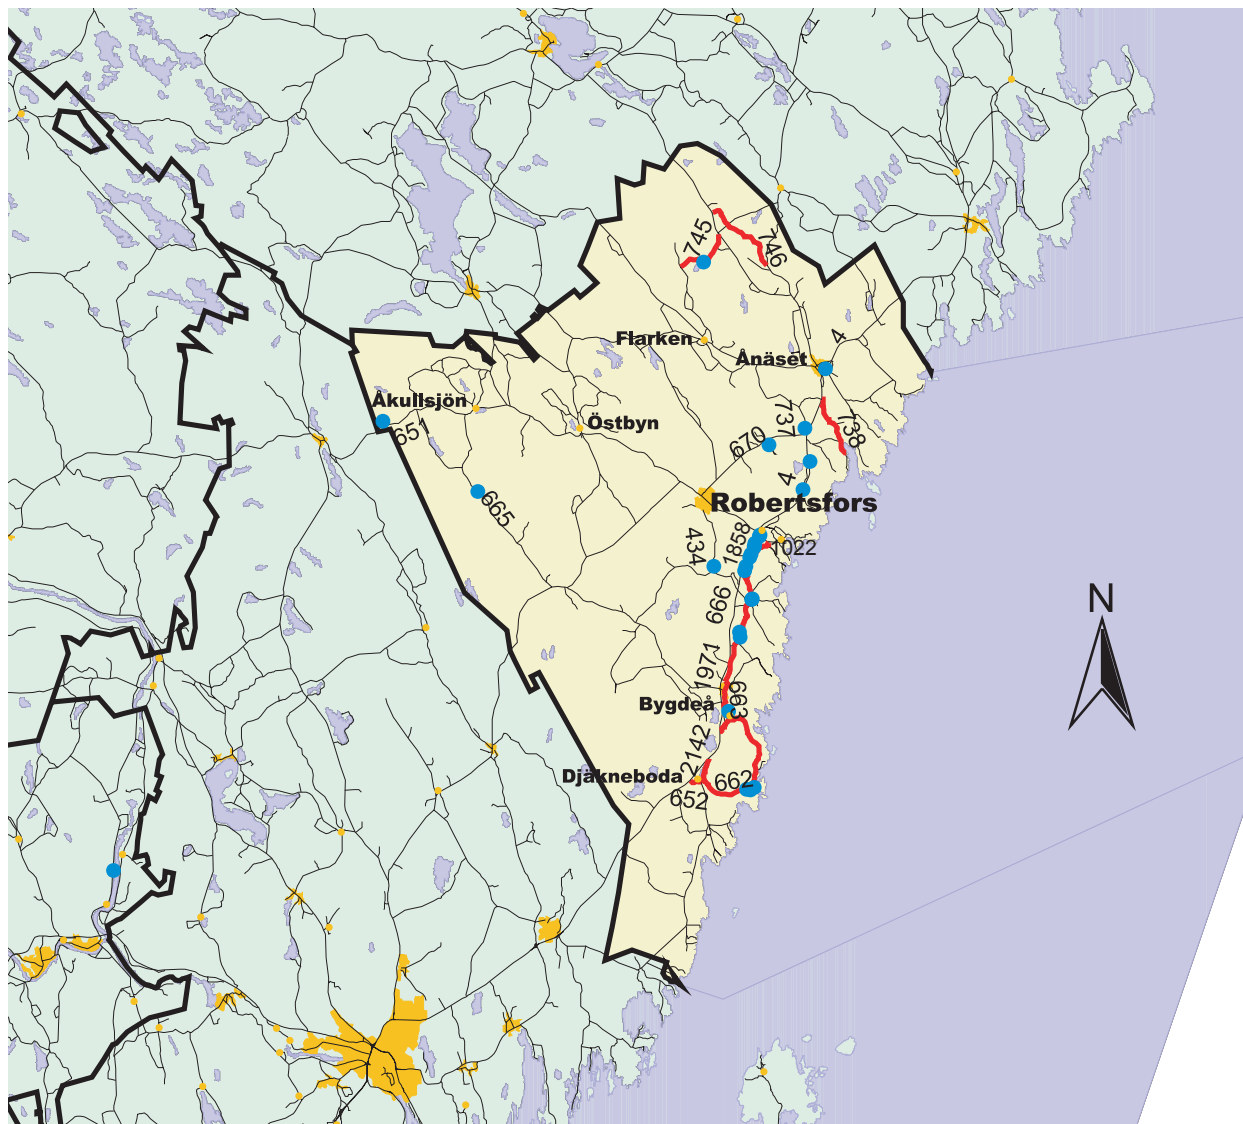 745
746
Flarken
4
Ånäset
Åkullsjön
651
Östbyn
737
738
670
4
665
Robertsfors
434
1858
1022
666
N
1971
663
Bygdeå
2142
Djäkneboda
662
652